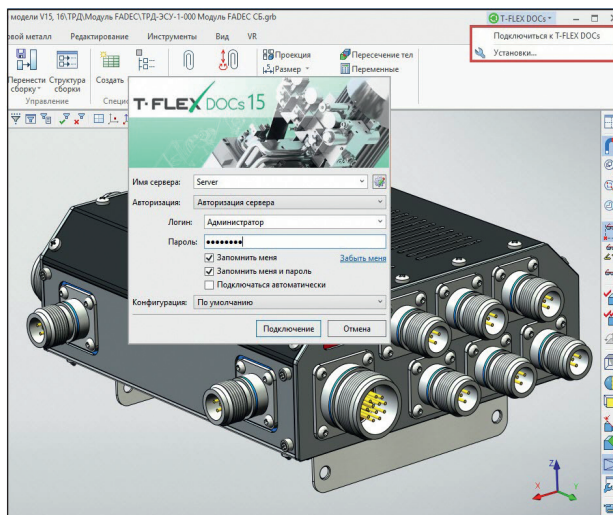 модели V15, 16\ТРД\Модуль FADEC\ТРД-ЭСУ-1-000 Модуль FADEC СБ.grb
T-FLEX DOCs
Подключиться к T-FLEX DOCs
Установки...
овой металл Редактирование Инструменты Вид VR
Перенести сборку
Структура сборки
Создать
Проекция
Размер
Пересечение тел
Переменные
Управление
Специ
T-FLEX DOCs 15
Имя сервера: Server
Авторизация: Авторизация сервера
Логин: Администратор
Пароль: ●●●●●●●●
Запомнить меня
Забыть меня
Запомнить меня и пароль
Подключаться автоматически
Конфигурация: По умолчанию
Подключение Отмена
Z
X Y